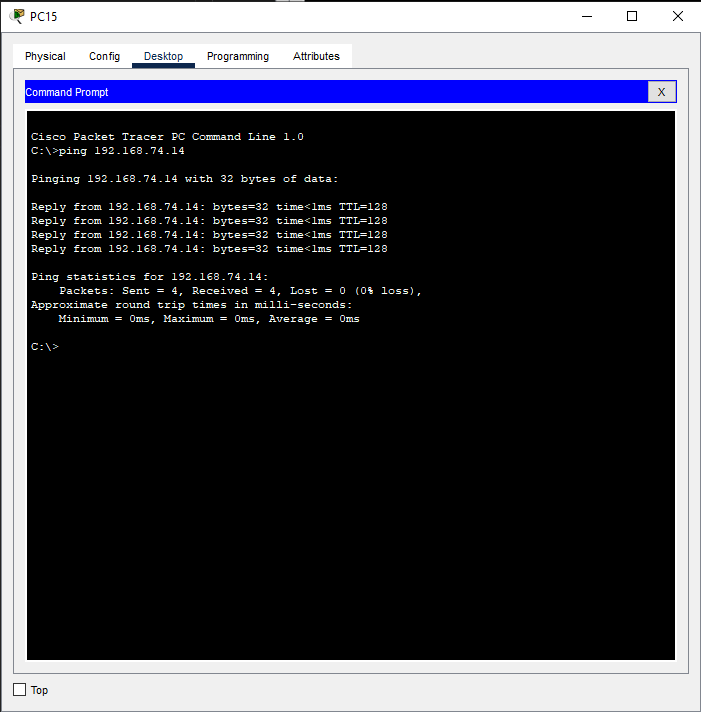 PC15
Physical Config Desktop Programming Attributes
Command Prompt X
Cisco Packet Tracer PC Command Line 1.0
C:\>ping 192.168.74.14
Pinging 192.168.74.14 with 32 bytes of data:
Reply from 192.168.74.14: bytes=32 time<1ms TTL=128
Reply from 192.168.74.14: bytes=32 time<1ms TTL=128
Reply from 192.168.74.14: bytes=32 time<1ms TTL=128
Reply from 192.168.74.14: bytes=32 time<1ms TTL=128
Ping statistics for 192.168.74.14:
    Packets: Sent = 4, Received = 4, Lost = 0 (0% loss),
Approximate round trip times in milli-seconds:
    Minimum = 0ms, Maximum = 0ms, Average = 0ms
C:\>
Top